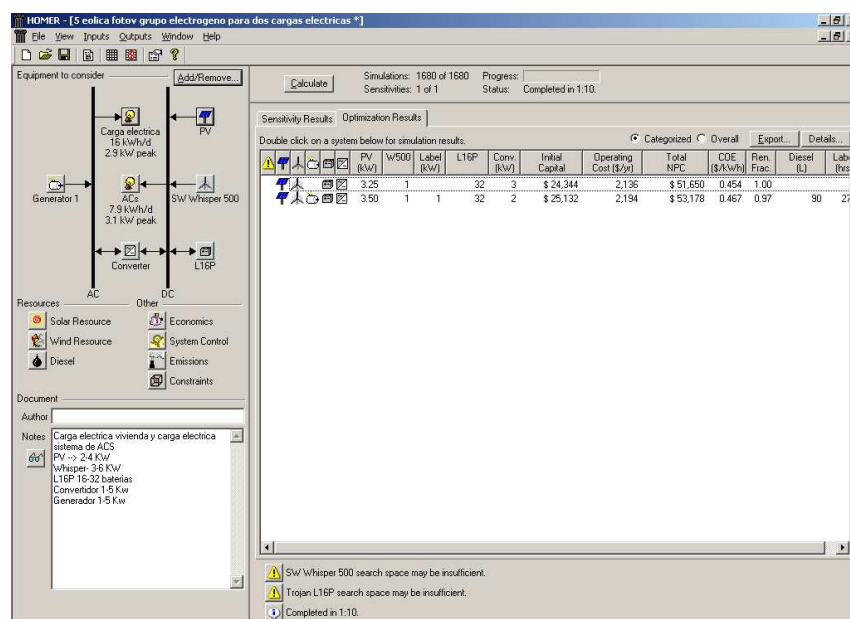 HOMER - [5 eolica fotov grupo electrogeno para dos cargas electricas *]
File View Inputs Outputs Window Help
Equipment to consider
Add/Remove...
Carga electrica
16 kWh/d
2.9 kW peak
PV
Generator 1
ACs
7.9 kWh/d
3.1 kW peak
SW Whisper 500
Converter
L16P
AC
DC
Resources
Other
Solar Resource
Economics
Wind Resource
System Control
Diesel
Emissions
Constraints
Document
Author
Notes
Carga electrica vivienda y carga electrica
sistema de ACS
PV --> 2-4 KW
Whisper- 3-6 KW
L16P 16-32 baterias
Convertidor 1-5 Kw
Generador 1-5 Kw
Calculate
Simulations: 1680 of 1680
Progress:
Sensitivities: 1 of 1
Status: Completed in 1:10.
Sensitivity Results
Optimization Results
Double click on a system below for simulation results.
Categorized
Overall
Export...
Details...
PV (kW) W500 Label (kW) L16P Conv. (kW) Initial Capital Operating Cost ($/yr) Total NPC COE ($/kWh) Ren. Frac. Diesel (L) Labe (hrs
3.25 1 32 3 $ 24,344 2,136 $ 51,650 0.454 1.00
3.50 1 1 32 2 $ 25,132 2,194 $ 53,178 0.467 0.97 90 27
SW Whisper 500 search space may be insufficient.
Trojan L16P search space may be insufficient.
Completed in 1:10.